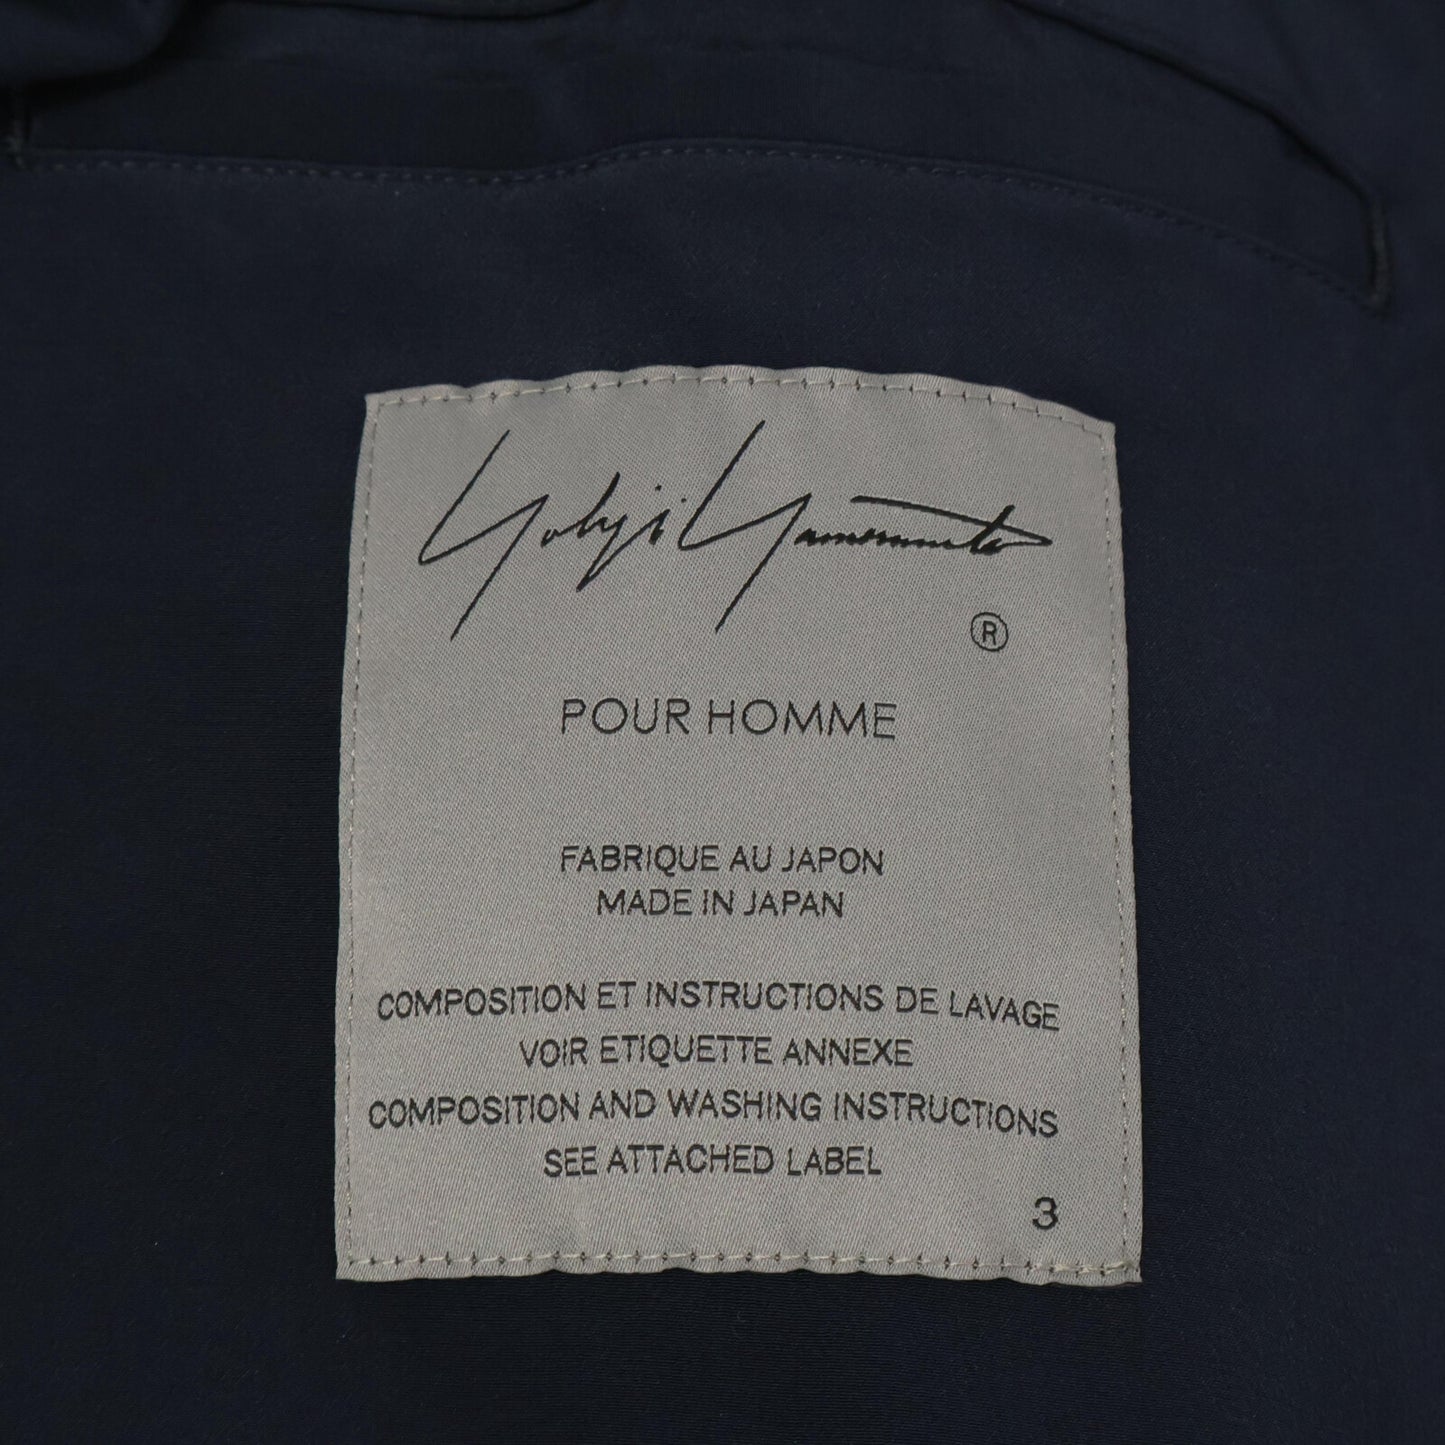 Yohji Yamamoto
®
POUR HOMME
FABRIQUE AU JAPON
MADE IN JAPAN
COMPOSITION ET INSTRUCTIONS DE LAVAGE
VOIR ETIQUETTE ANNEXE
COMPOSITION AND WASHING INSTRUCTIONS
SEE ATTACHED LABEL
3